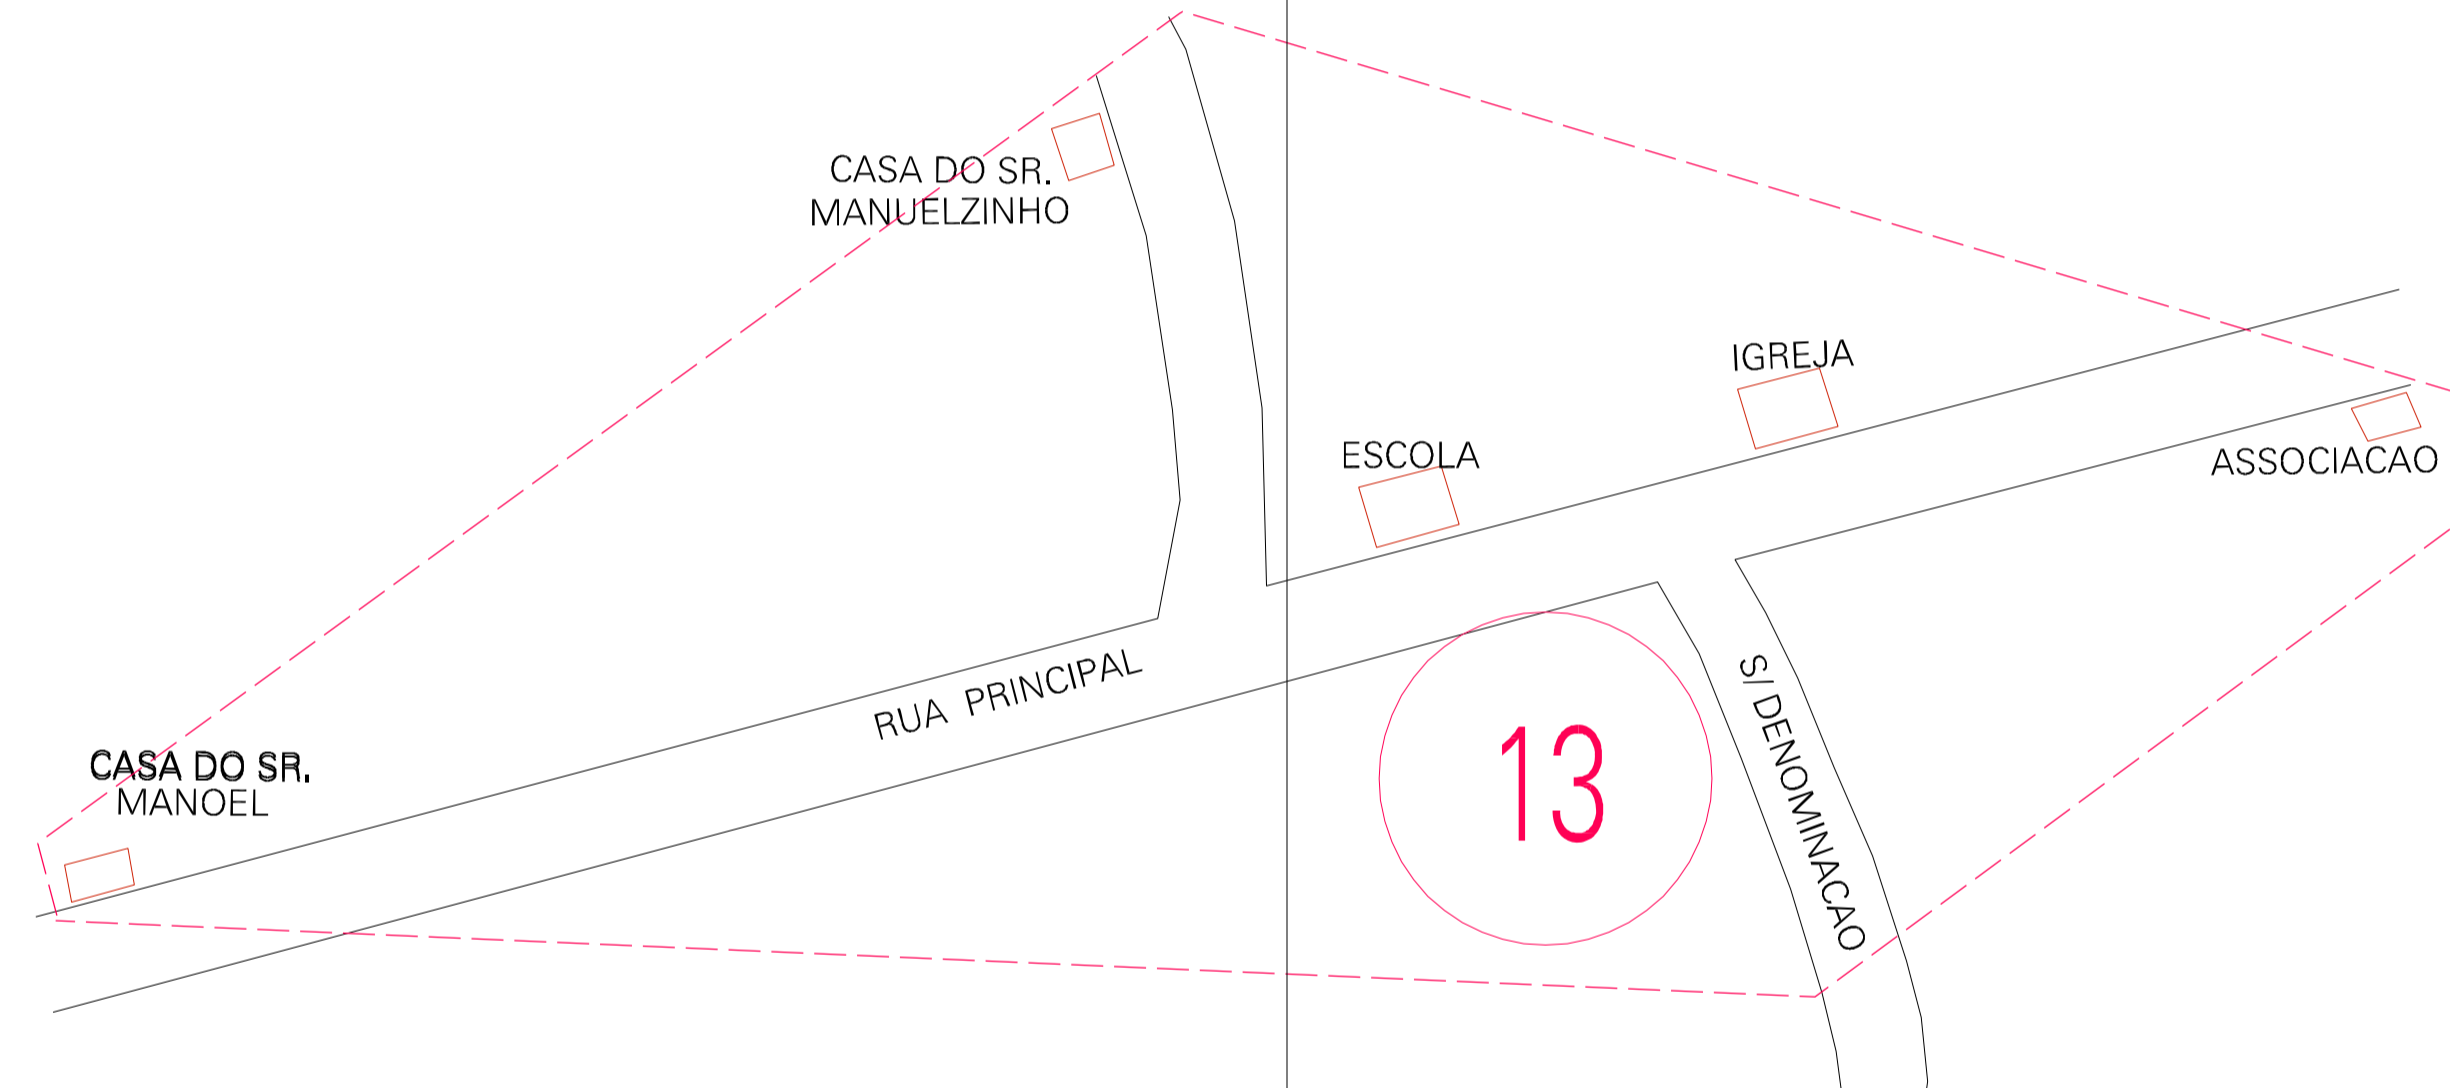 CASA DO SR.
MANUELZINHO
IGREJA
ESCOLA
ASSOCIACAO
RUA PRINCIPAL
S/ DENOMINACAO
13
CASA DO SR.
MANOEL